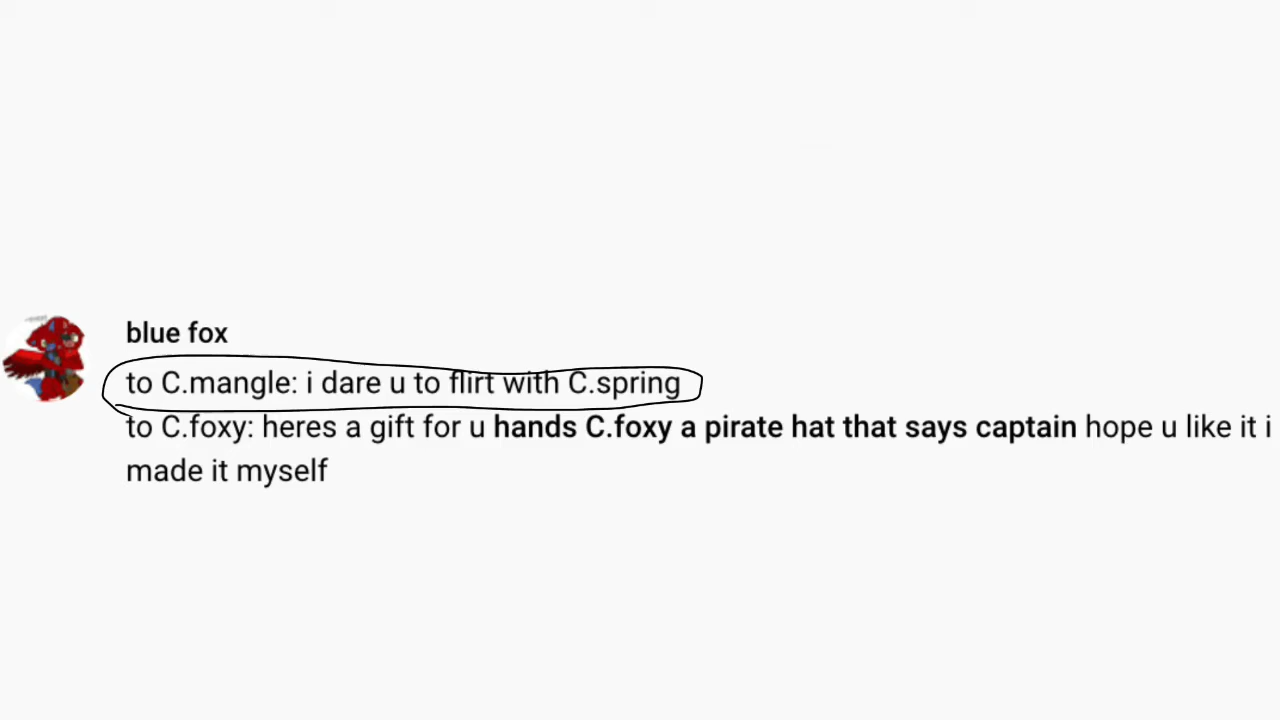 blue fox
to C.mangle: i dare u to flirt with C.spring
to C.foxy: heres a gift for u hands C.foxy a pirate hat that says captain hope u like it i
made it myself